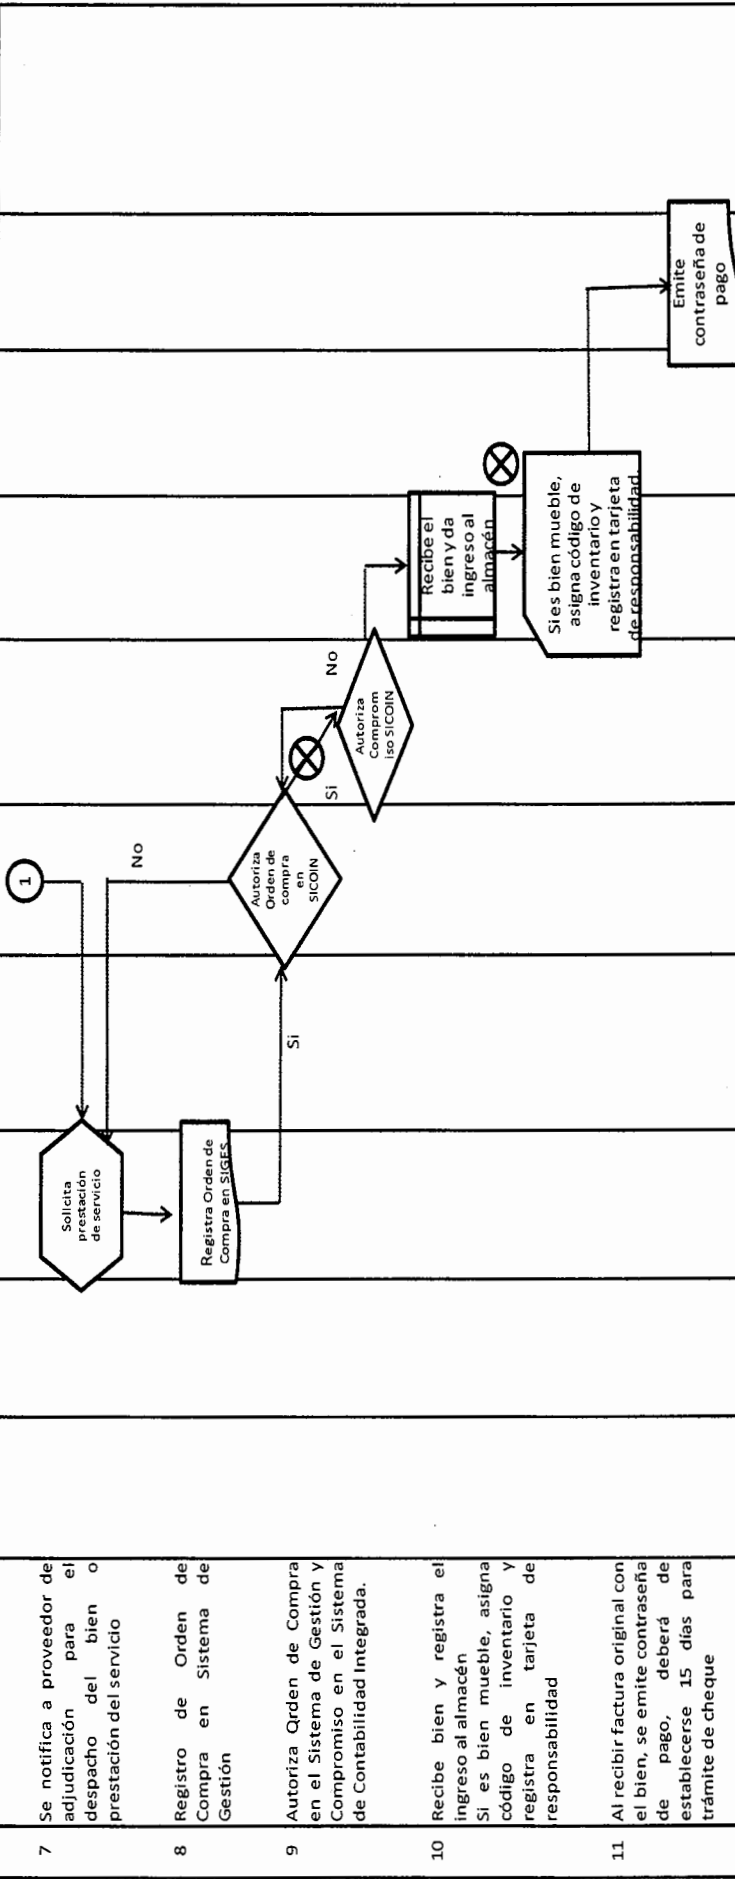 7
Se notifica a proveedor de
adjudicación para el
despacho del bien o
prestación del servicio
8
Registro de Orden de
Compra en Sistema de
Gestión
9
Autoriza Orden de Compra
en el Sistema de Gestión y
Compromiso en el Sistema
de Contabilidad Integrada.
10
Recibe bien y registra el
ingreso al almacén
Si es bien mueble, asigna
código de inventario y
registra en tarjeta de
responsabilidad
11
Al recibir factura original con
el bien, se emite contraseña
de pago, deberá de
establecerse 15 días para
trámite de cheque
1
Solicita
prestación
de servicio
No
Registra Orden de
Compra en SIGES
Si
Autoriza
Orden de
compra
en
SICOIN
Si
No
Autoriza
Comprom
iso SICOIN
Recibe el
bien y da
ingreso al
almacén
Si es bien mueble,
asigna código de
inventario y
registra en tarjeta
de responsabilidad.
Emite
contraseña de
pago